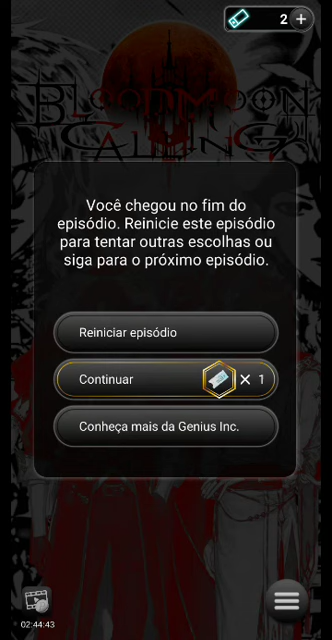 2 +
BLOODMOON
CALLING
Você chegou no fim do
episódio. Reinicie este episódio
para tentar outras escolhas ou
siga para o próximo episódio.
Reiniciar episódio
Continuar × 1
Conheça mais da Genius Inc.
02:44:43